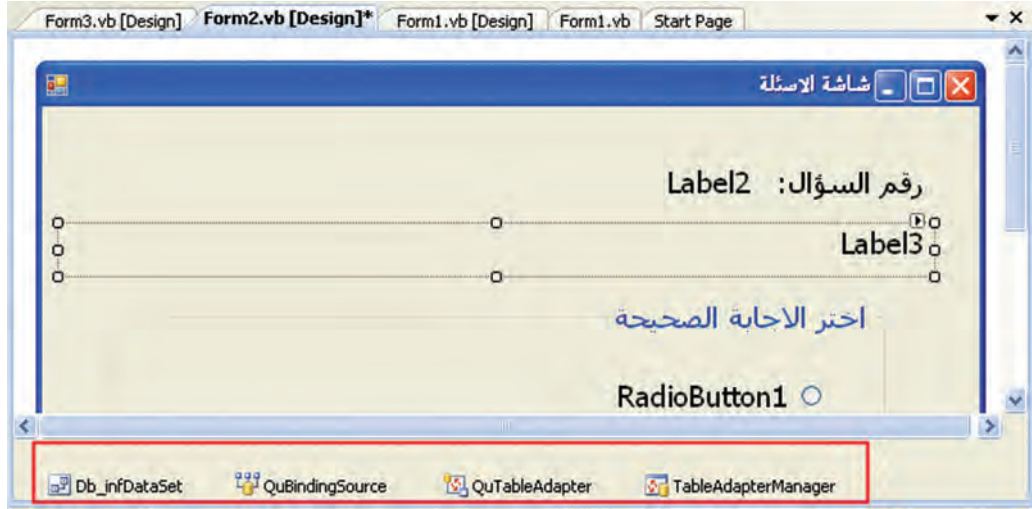 Form3.vb [Design] Form2.vb [Design]* Form1.vb [Design] Form1.vb Start Page
شاشة الاسئلة
رقم السؤال: Label2
Label3
اختر الاجابة الصحيحة
RadioButton1
Db_infDataSet QuBindingSource QuTableAdapter TableAdapterManager